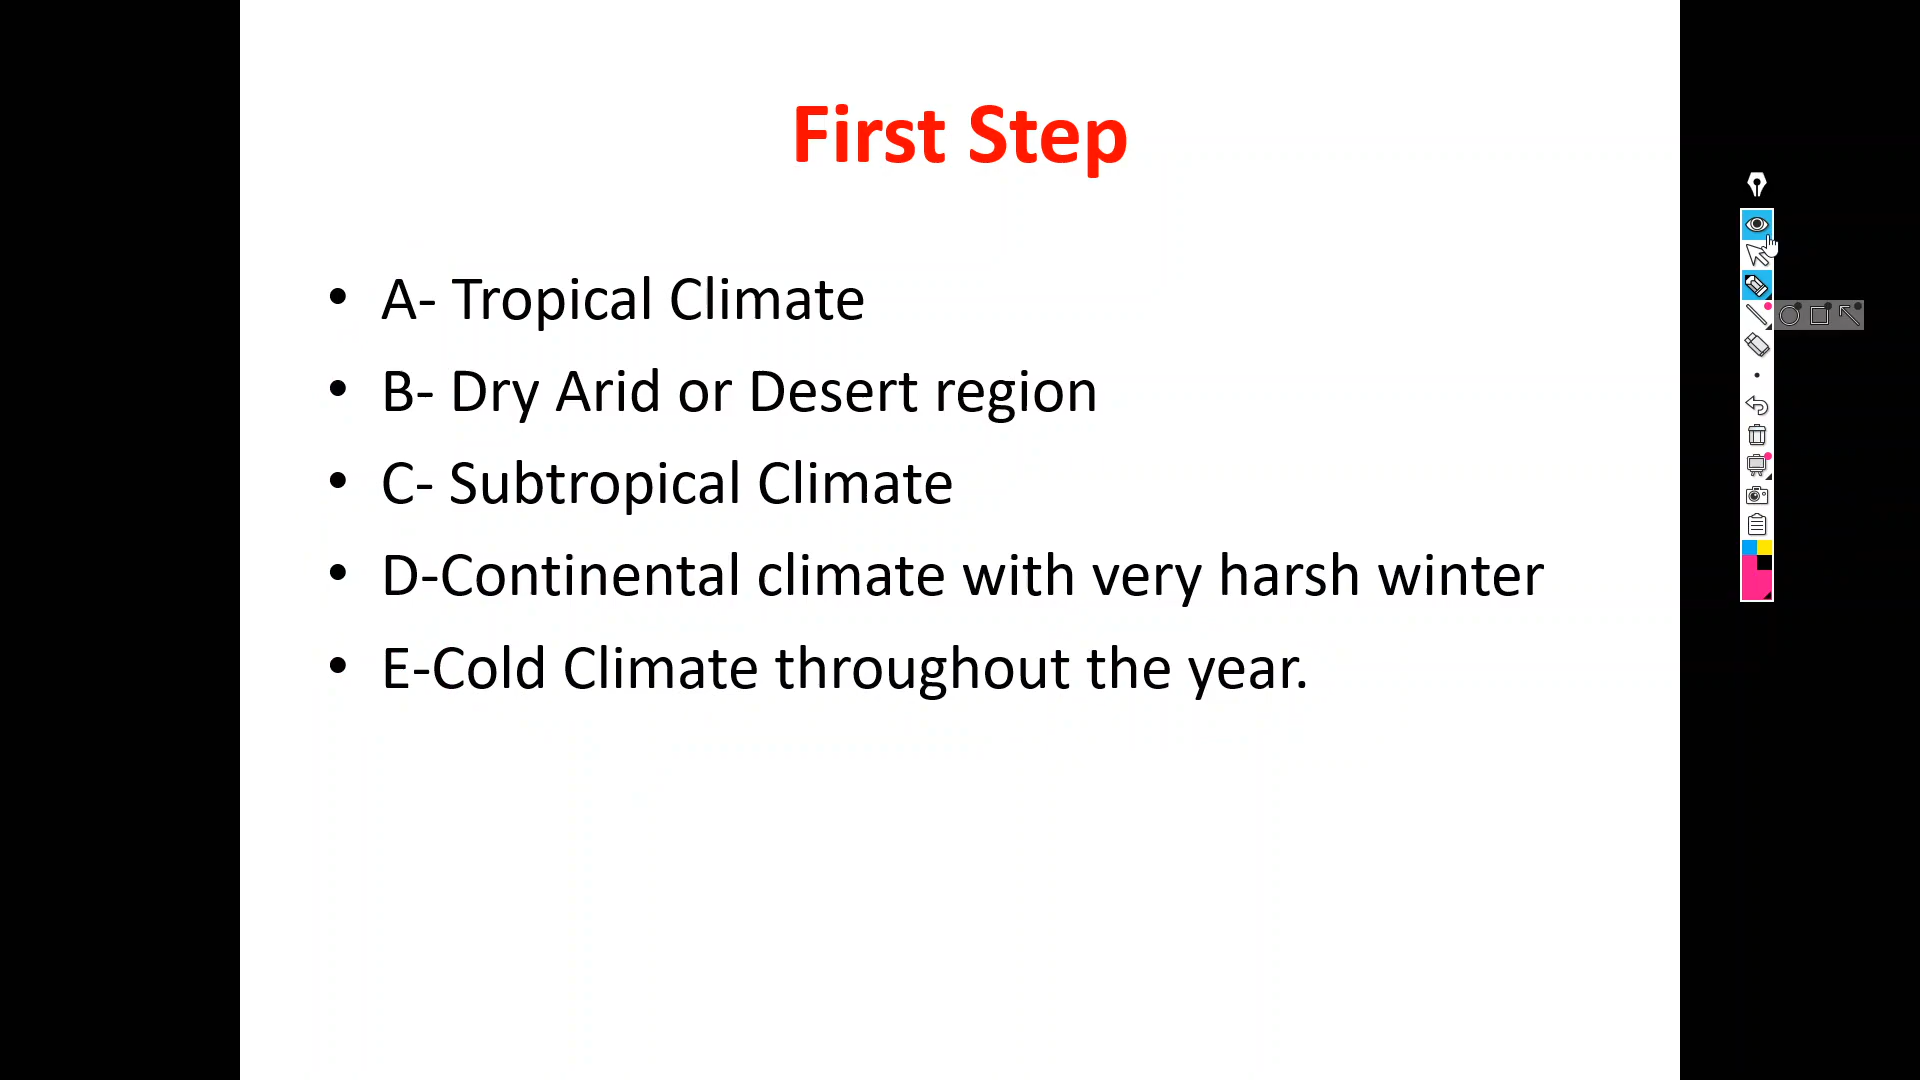 First Step
• A- Tropical Climate
• B- Dry Arid or Desert region
• C- Subtropical Climate
• D-Continental climate with very harsh winter
• E-Cold Climate throughout the year.